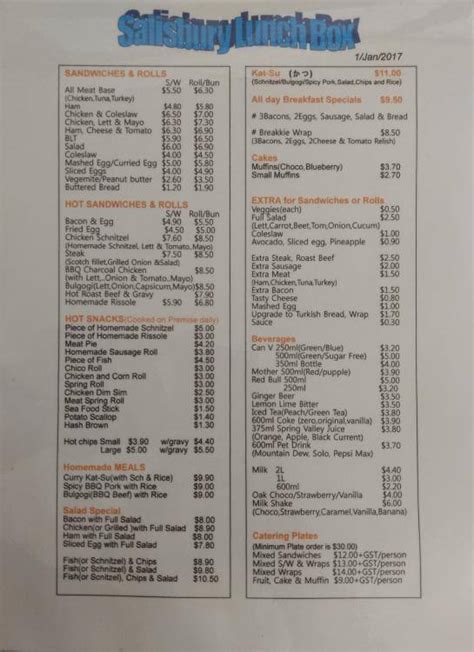 Salisbury Lunch Box
1/Jan/2017
SANDWICHES & ROLLS
S/W Roll/Bun
All Meat Base $5.50 $6.30
(Chicken,Tuna,Turkey)
Ham $4.80 $5.80
Chicken & Coleslaw $6.50 $7.00
Chicken, Lett & Mayo $6.30 $7.30
Ham, Cheese & Tomato $6.30 $6.90
BLT $5.90 $6.50
Salad $6.00 $6.90
Coleslaw $4.00 $5.10
Mashed Egg/Curried Egg $5.00 $5.80
Sliced Eggs $4.00 $4.90
Vegemite/Peanut butter $2.60 $3.50
Buttered Bread $1.20 $1.90
HOT SANDWICHES & ROLLS
S/W Roll/Bun
Bacon & Egg $4.90 $5.50
Fried Egg $4.50 $5.00
Chicken Schnitzel $7.60 $8.50
(Homemade Schnitzel, Lett & Tomato, Mayo)
Steak $7.50 $8.50
(Scotch fillet,Grilled Onion &Salad)
BBQ Charcoal Chicken $8.50
(with Lett,.Onion & Tomato..Mayo)
Bulgogi(Lett,Onion,Capsicum,Mayo) $8.50
Hot Roast Beef & Gravy $7.90
Homemade Rissole $5.90 $6.80
HOT SNACKS(Cooked on Premise daily)
Piece of Homemade Schnitzel $5.00
Piece of Homemade Rissole $3.00
Meat Pie $4.20
Homemade Sausage Roll $3.80
Piece of Fish $4.50
Chico Roll $3.00
Chicken and Corn Roll $3.50
Spring Roll $3.00
Chicken Dim Sim $2.50
Meat Spring Roll $3.00
Sea Food Stick $1.50
Potato Scallop $1.40
Hash Brown $1.30
Hot chips Small $3.90 w/gravy $4.40
Large $5.00 w/gravy $5.50
Homemade MEALS
Curry Kat-Su(with Sch & Rice) $9.90
Spicy BBQ Pork with Rice $9.00
Bulgogi(BBQ Beef) with Rice $9.00
Salad Special
Bacon with Full Salad $8.00
Chicken(or Grilled )with Full Salad $9.00
Ham with Full Salad $8.00
Sliced Egg with Full Salad $7.80
Fish(or Schnitzel) & Chips $8.90
Fish(or Schnitzel) & Salad $9.90
Fish(or Schnitzel), Chips & Salad $10.50
Kat-Su (かつ) $11.00
(Schnitzel/Bulgogi/Spicy Pork,Salad,Chips and Rice)
All day Breakfast Specials $9.50
# 3Bacons, 2Eggs, Sausage, Salad & Bread
# Breakkie Wrap $8.50
(3Bacons, 2Eggs, 2Cheese & Tomato Relish)
Cakes
Muffins(Choco,Blueberry) $3.70
Small Muffins $2.70
EXTRA for Sandwiches or Rolls
Veggies(each) $0.50
Full Salad $2.50
(Lett,Carrot,Beet,Tom,Onion,Cucum)
Coleslaw $1.00
Avocado, Sliced egg, Pineapple $0.90
Extra Steak, Roast Beef $2.50
Extra Sausage $2.00
Extra Meat $1.50
(Ham,Chicken,Tuna,Turkey)
Extra Bacon $1.50
Tasty Cheese $0.80
Mashed Egg $1.00
Upgrade to Turkish Bread, Wrap $1.00
Sauce $0.30
Beverages
Can V 250ml(Green/Blue) $3.20
500ml(Green/Sugar Free) $5.00
350ml Bottle $4.00
Mother 500ml(Red/pupple) $3.90
Red Bull 500ml $5.00
250ml $3.20
Ginger Beer $3.50
Lemon Lime Bitter $3.50
Iced Tea(Peach/Green Tea) $3.80
600ml Coke (zero,original,vanilla) $3.90
375ml Spring Valley Juice $3.60
(Orange, Apple, Black Current)
600ml Pet Drink $3.70
(Mountain Dew, Solo, Pepsi Max)
Milk 2L $4.40
1L $3.00
600ml $2.40
Oak Choco/Strawberry/Vanilla $4.00
Milk Shake $6.00
(Choco,Strawberry,Caramel,Vanilla,Banana)
Catering Plates
(Minimum Plate order is $30.00)
Mixed Sandwiches $12.00+GST/person
Mixed S/W & Wraps $13.00+GST/person
Mixed Wraps $14.00+GST/person
Fruit, Cake & Muffin $9.00+GST/person